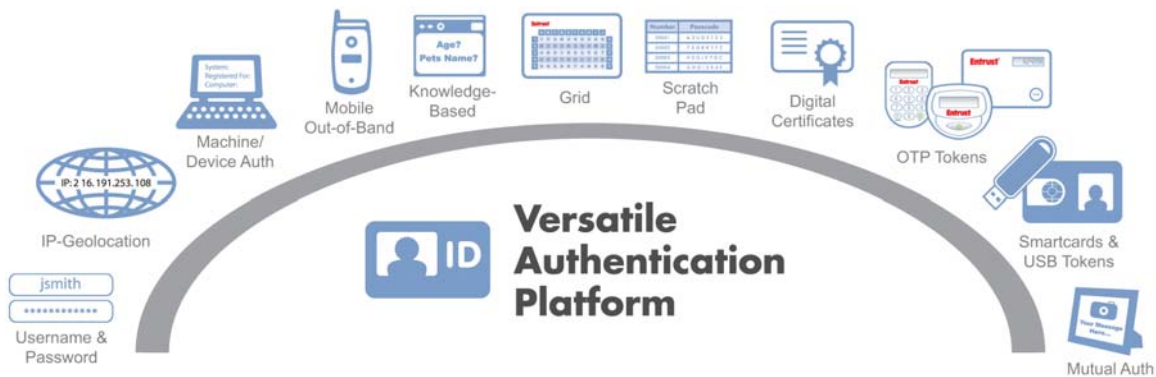 jsmith
Username &
Password
IP: 2 16. 191.253. 108
IP-Geolocation
System:
Registered For:
Computer:
Machine/
Device Auth
Mobile
Out-of-Band
Age?
Pets Name?
Knowledge-
Based
Entrust
Grid
Number Passcode
Scratch
Pad
Digital
Certificates
Entrust
Entrust
Entrust
OTP Tokens
Smartcards &
USB Tokens
Your Message
Here...
Mutual Auth
ID
Versatile
Authentication
Platform